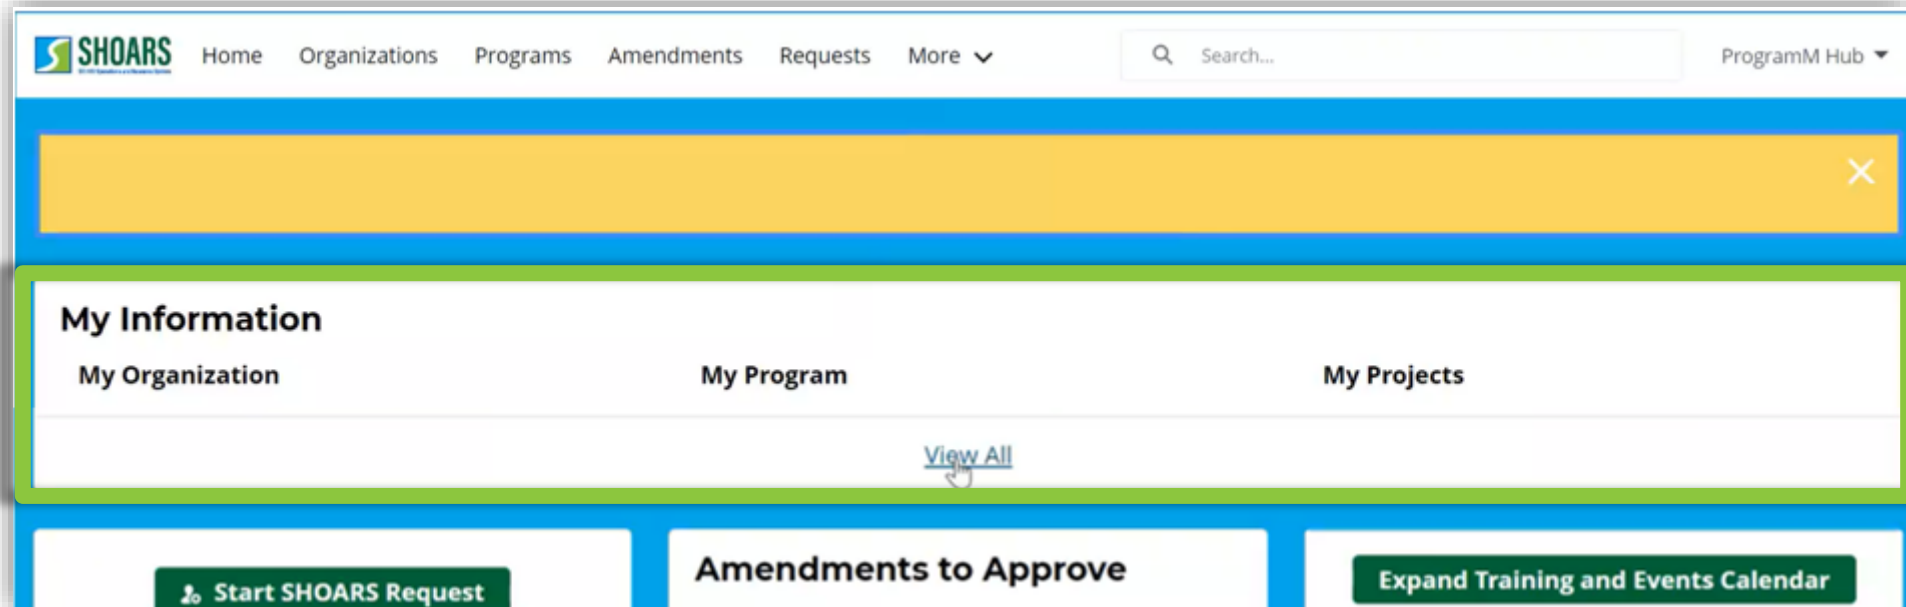 SHOARS Home Organizations Programs Amendments Requests More Search... ProgramM Hub
My Information
My Organization My Program My Projects
View All
Start SHOARS Request
Amendments to Approve
Expand Training and Events Calendar